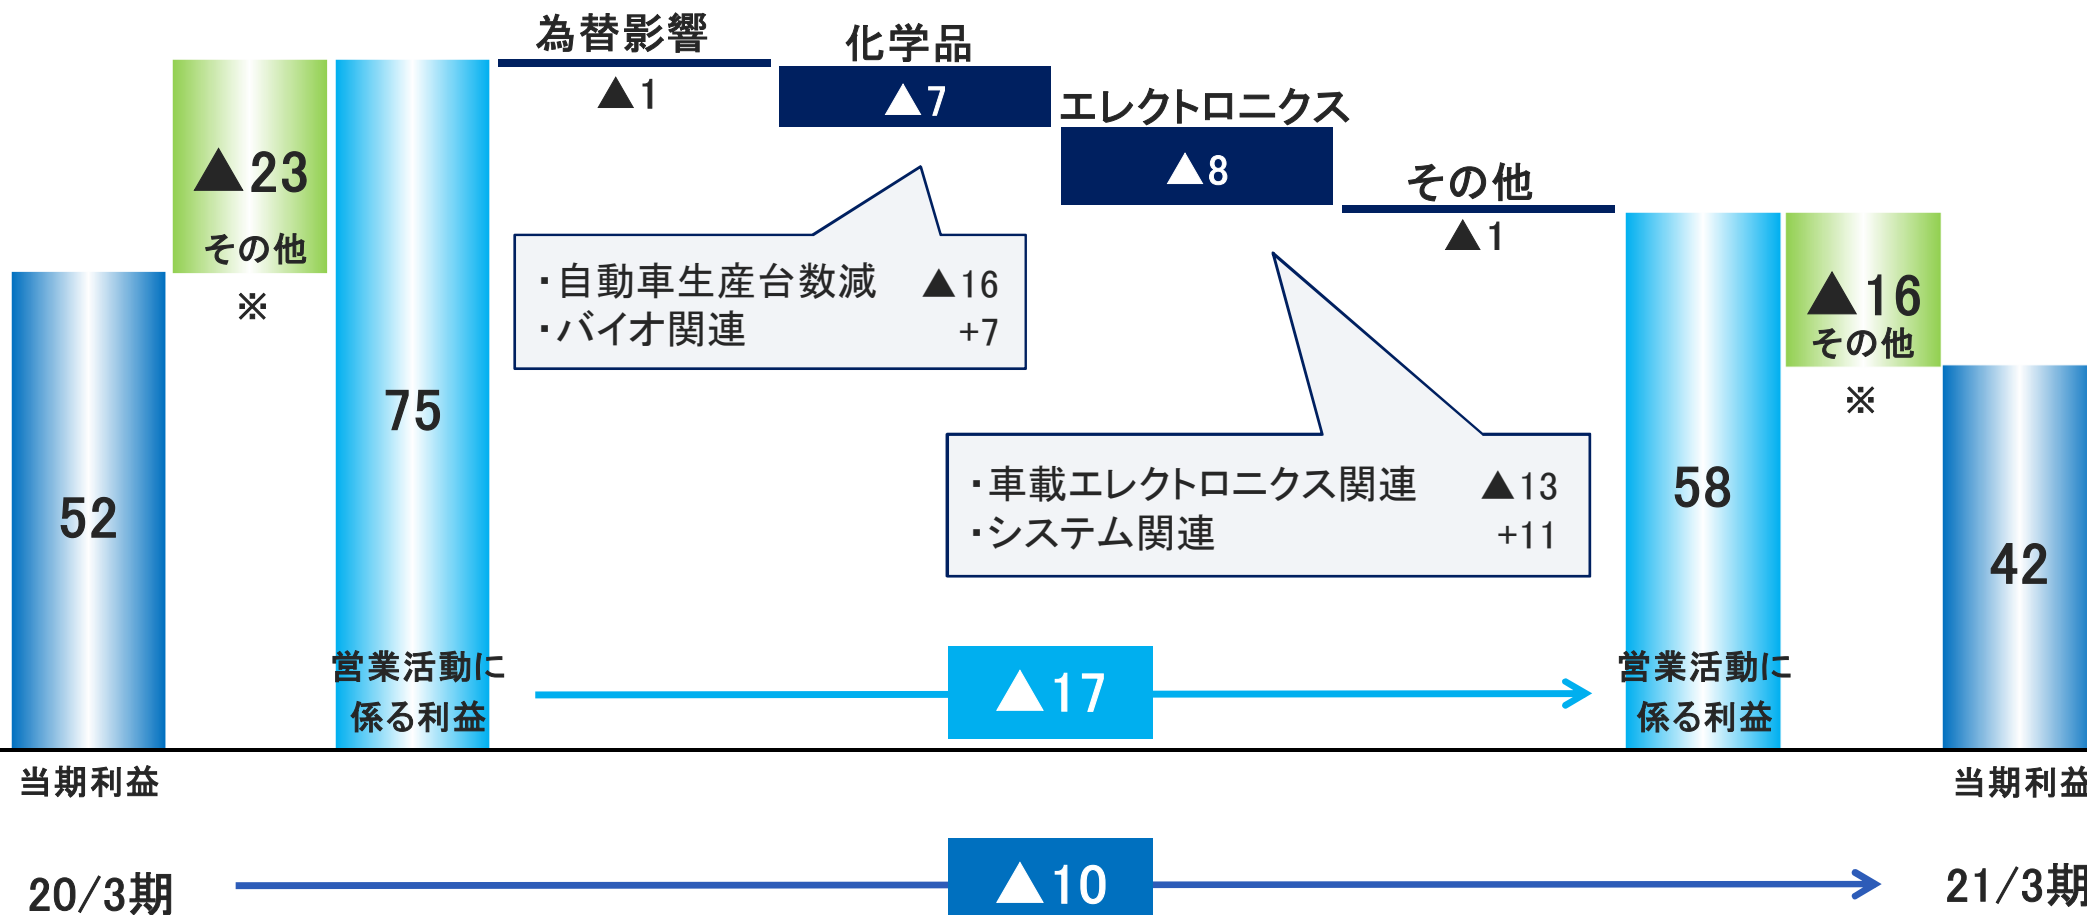 為替影響
▲1
化学品
▲7
エレクトロニクス
▲8
その他
▲1
▲23
その他
※
75
52
・自動車生産台数減 ▲16
・バイオ関連 +7
・車載エレクトロニクス関連 ▲13
・システム関連 +11
▲16
その他
※
58
42
営業活動に
係る利益
▲17
営業活動に
係る利益
当期利益
当期利益
20/3期
▲10
21/3期